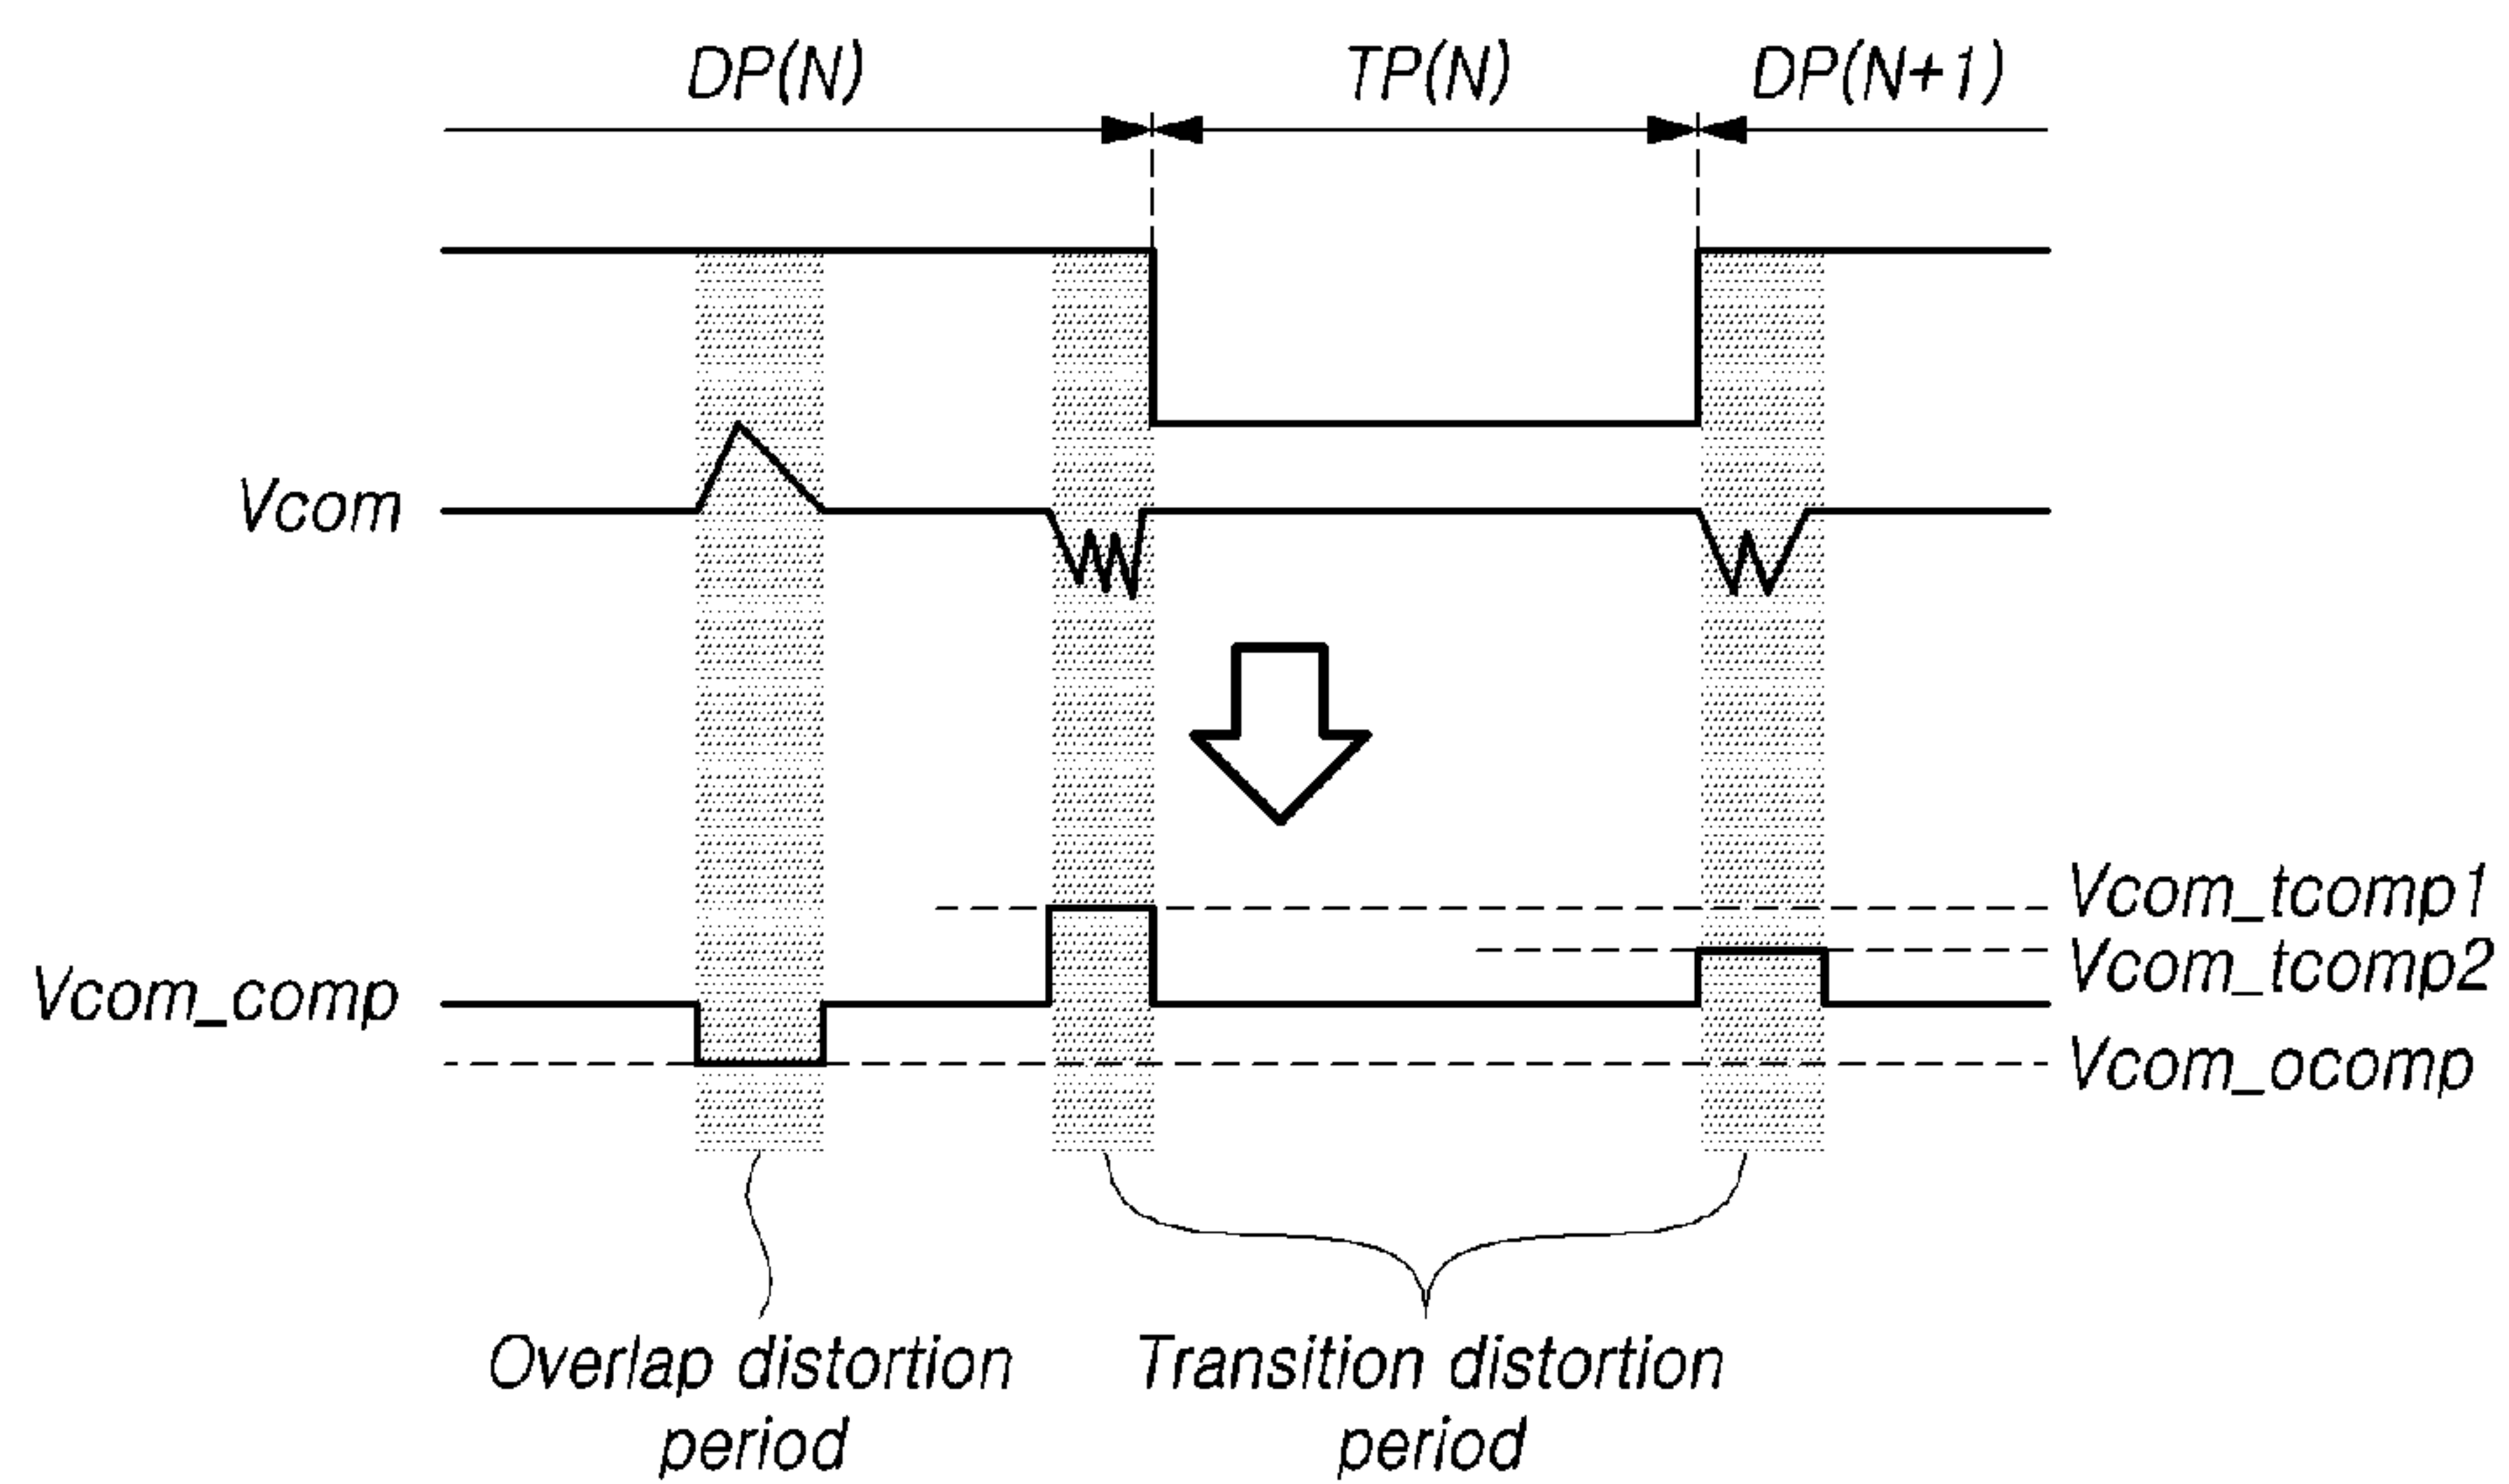 DP(N)
TP(N)
DP(N+1)
Vcom
Vcom_tcomp1
Vcom_tcomp2
Vcom_comp
Vcom_ocomp
Overlap distortion
period
Transition distortion
period